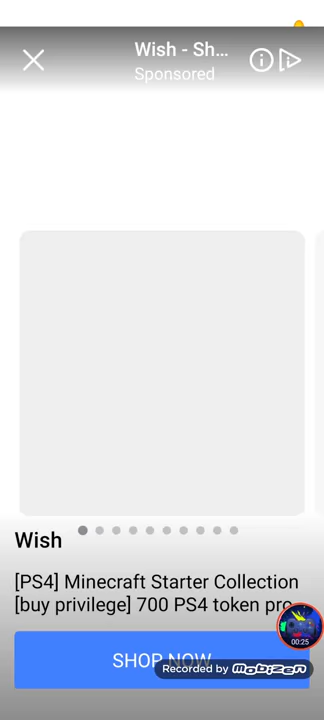 Wish - Sh...
Sponsored
Wish
[PS4] Minecraft Starter Collection
[buy privilege] 700 PS4 token pro
SHOP NOW
00:25
Recorded by mobizen